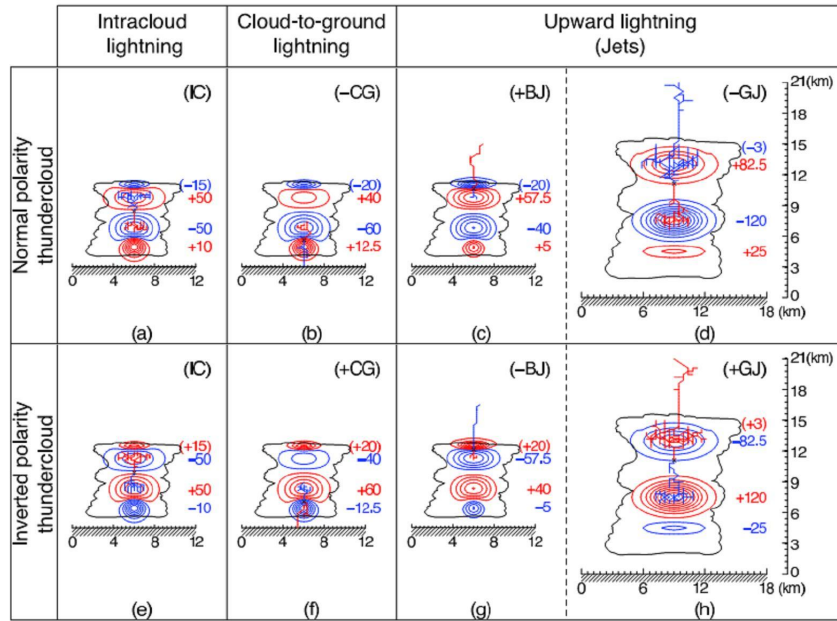 Intracloud lightning
Cloud-to-ground lightning
Upward lightning (Jets)
Normal polarity thundercloud
(IC)
(−15)
+50
−50
+10
0 4 8 12
(a)
(−CG)
(−20)
+40
−60
+12.5
0 4 8 12
(b)
(+BJ)
(−20)
+57.5
−40
+5
0 4 8 12
(c)
(−GJ)
21(km)
18
15
12
9
6
3
0
(−3)
+82.5
−120
+25
0 6 12 18
(km)
(d)
Inverted polarity thundercloud
(IC)
(+15)
−50
+50
−10
0 4 8 12
(e)
(+CG)
(+20)
−40
+60
−12.5
0 4 8 12
(f)
(−BJ)
(+20)
−57.5
+40
−5
0 4 8 12
(g)
(+GJ)
21(km)
18
15
12
9
6
3
0
(+3)
−82.5
+120
−25
0 6 12 18
(km)
(h)